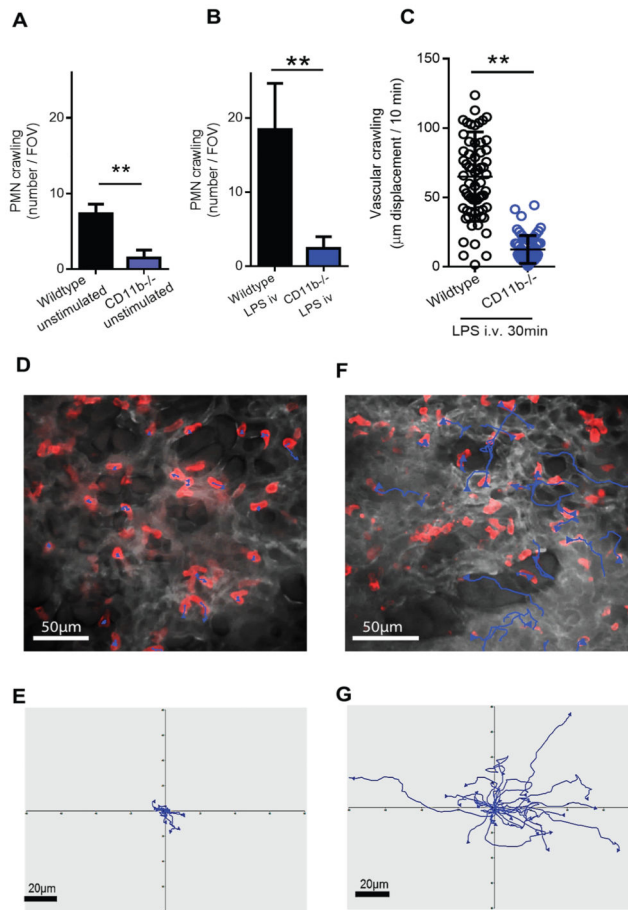 A
PMN crawling
(number / FOV)
20
10
0
**
Wildtype
unstimulated
CD11b-/-
unstimulated
B
PMN crawling
(number / FOV)
20
10
0
**
Wildtype
LPS iv
CD11b-/-
LPS iv
C
Vascular crawling
(µm displacement / 10 min)
150
100
50
0
**
Wildtype
CD11b-/-
LPS i.v. 30min
D
50µm
F
50µm
E
20µm
G
20µm